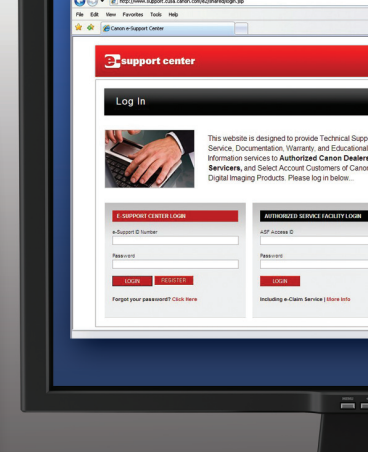 http://www.support.cusa.canon.com/e2/shared/login.jsp
File Edit View Favorites Tools Help
Canon e-Support Center
e-support center
Log In
This website is designed to provide Technical Supp
Service, Documentation, Warranty, and Educational
Information services to Authorized Canon Dealers
Servicers, and Select Account Customers of Canon
Digital Imaging Products. Please log in below...
E-SUPPORT CENTER LOGIN
e-Support ID Number
Password
LOGIN REGISTER
Forgot your password? Click Here
AUTHORIZED SERVICE FACILITY LOGIN
ASF Access ID
Password
LOGIN
Including e-Claim Service | More Info